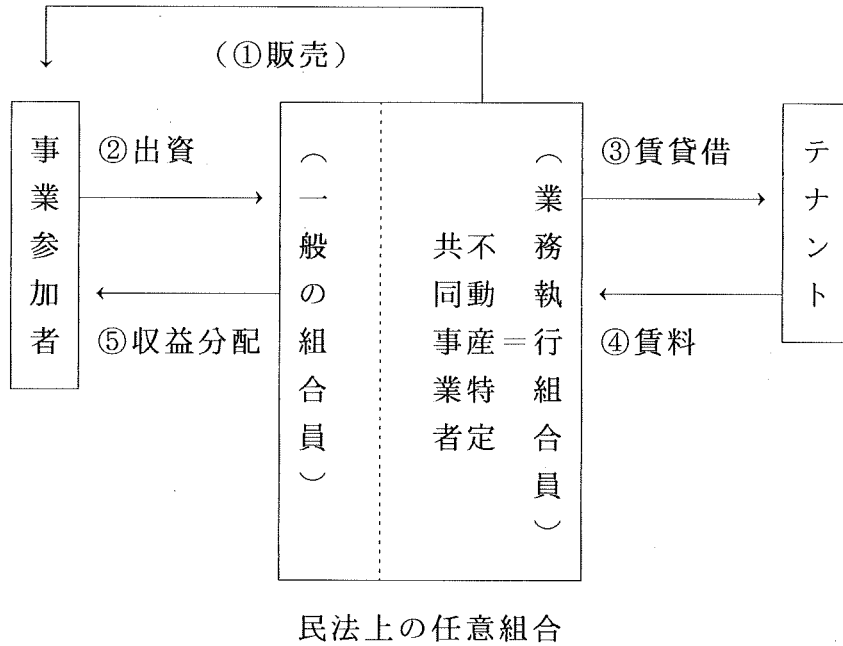 （①販売）
事業参加者
②出資
⑤収益分配
（一般の組合員）
（業務執行組合員）
＝
不動産特定
共同事業者
③賃貸借
④賃料
テナント
民法上の任意組合